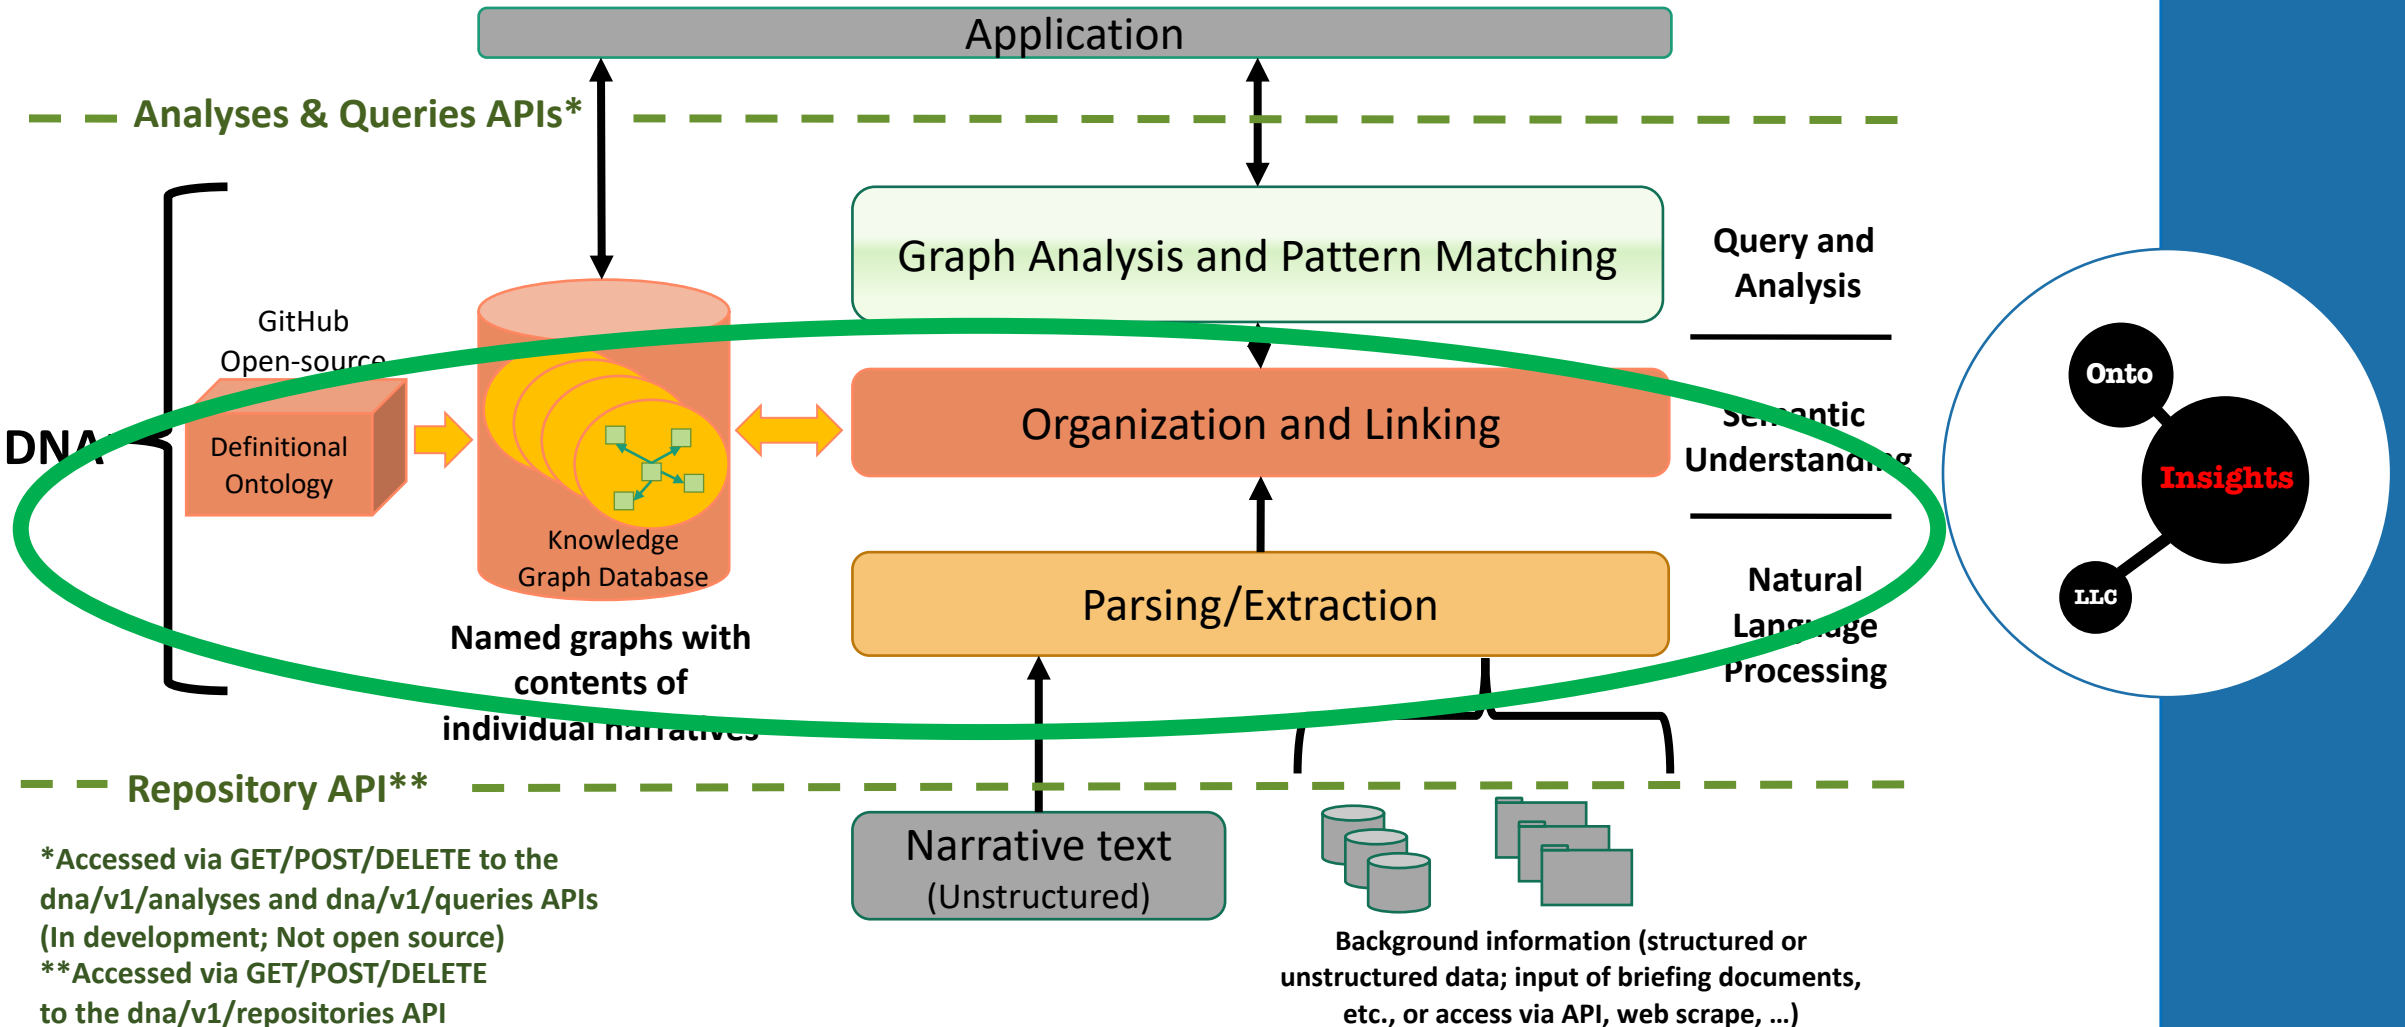 Application
Analyses & Queries APIs*
Graph Analysis and Pattern Matching
Query and
Analysis
GitHub
Open-source
DNA
Definitional
Ontology
Knowledge
Graph Database
Organization and Linking
Semantic
Understanding
Onto
Insights
LLC
Parsing/Extraction
Natural
Language
Processing
Named graphs with
contents of
individual narratives
Repository API**
Narrative text
(Unstructured)
*Accessed via GET/POST/DELETE to the
dna/v1/analyses and dna/v1/queries APIs
(In development; Not open source)
**Accessed via GET/POST/DELETE
to the dna/v1/repositories API
Background information (structured or
unstructured data; input of briefing documents,
etc., or access via API, web scrape, ...)